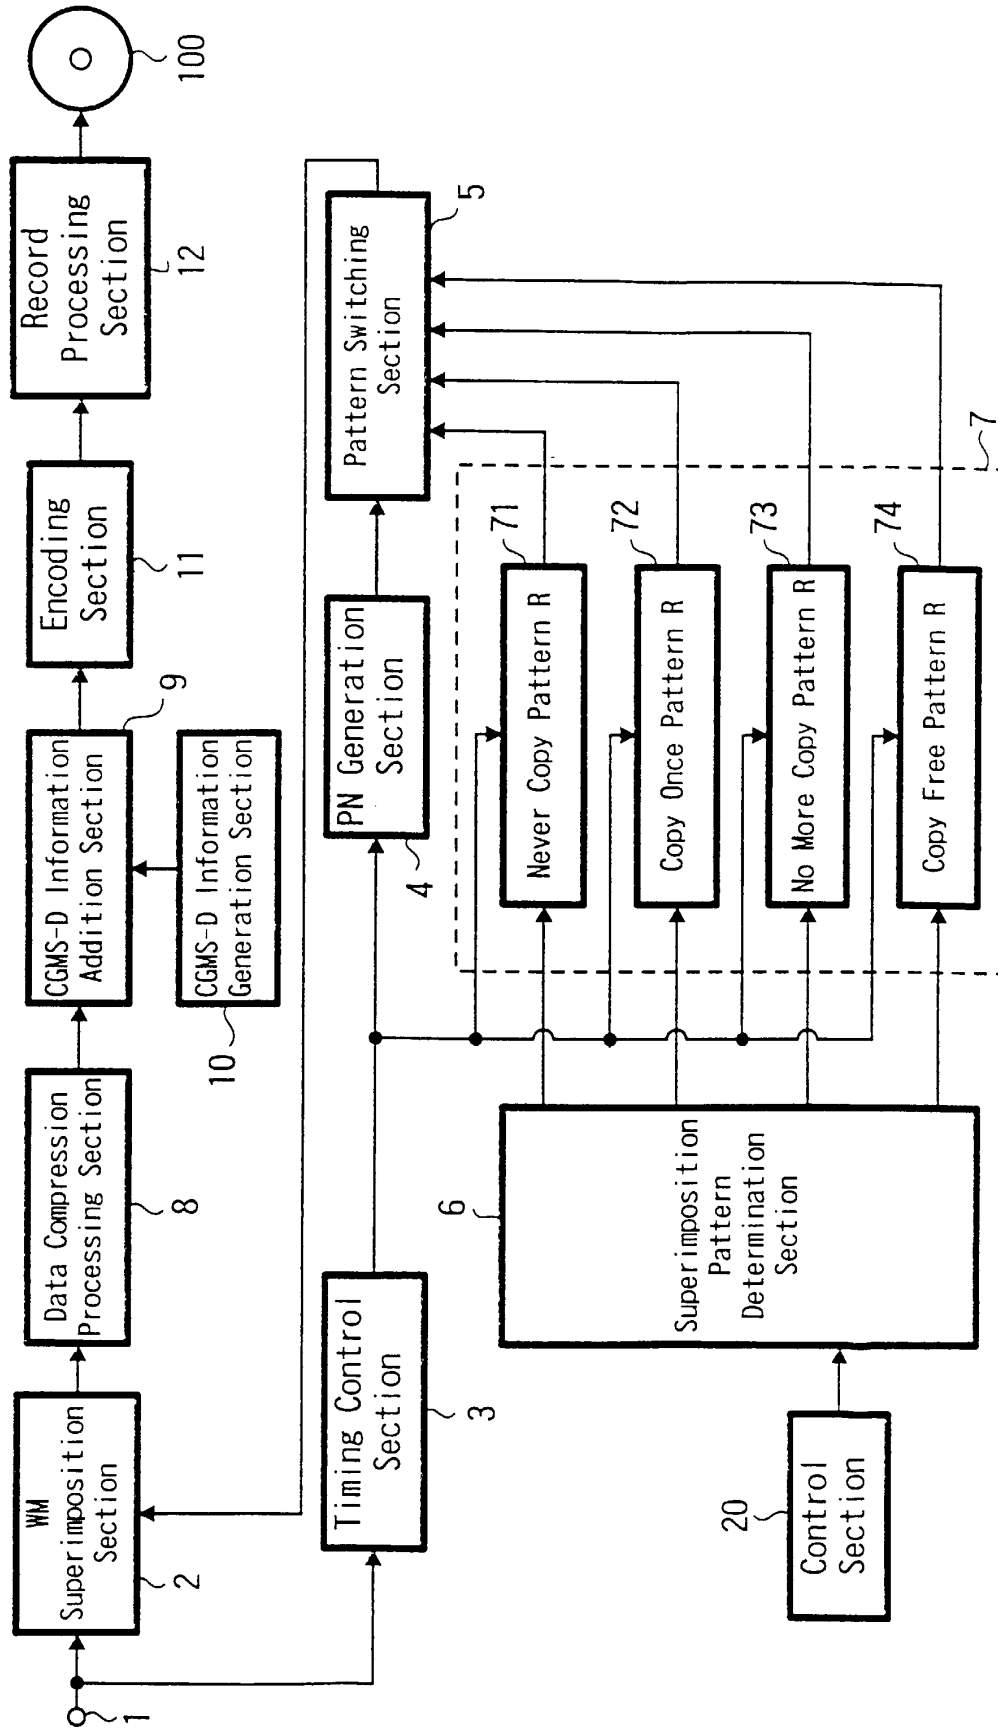 1
WM
Superimposition
Section
2
Data Compression
Processing Section
8
CGMS-D Information
Addition Section
9
CGMS-D Information
Generation Section
10
Encoding
Section
11
Record
Processing
Section
12
100
Timing Control
Section
3
PN Generation
Section
4
Pattern Switching
Section
5
Control
Section
20
Superimposition
Pattern
Determination
Section
6
Never Copy Pattern R
71
Copy Once Pattern R
72
No More Copy Pattern R
73
Copy Free Pattern R
74
7